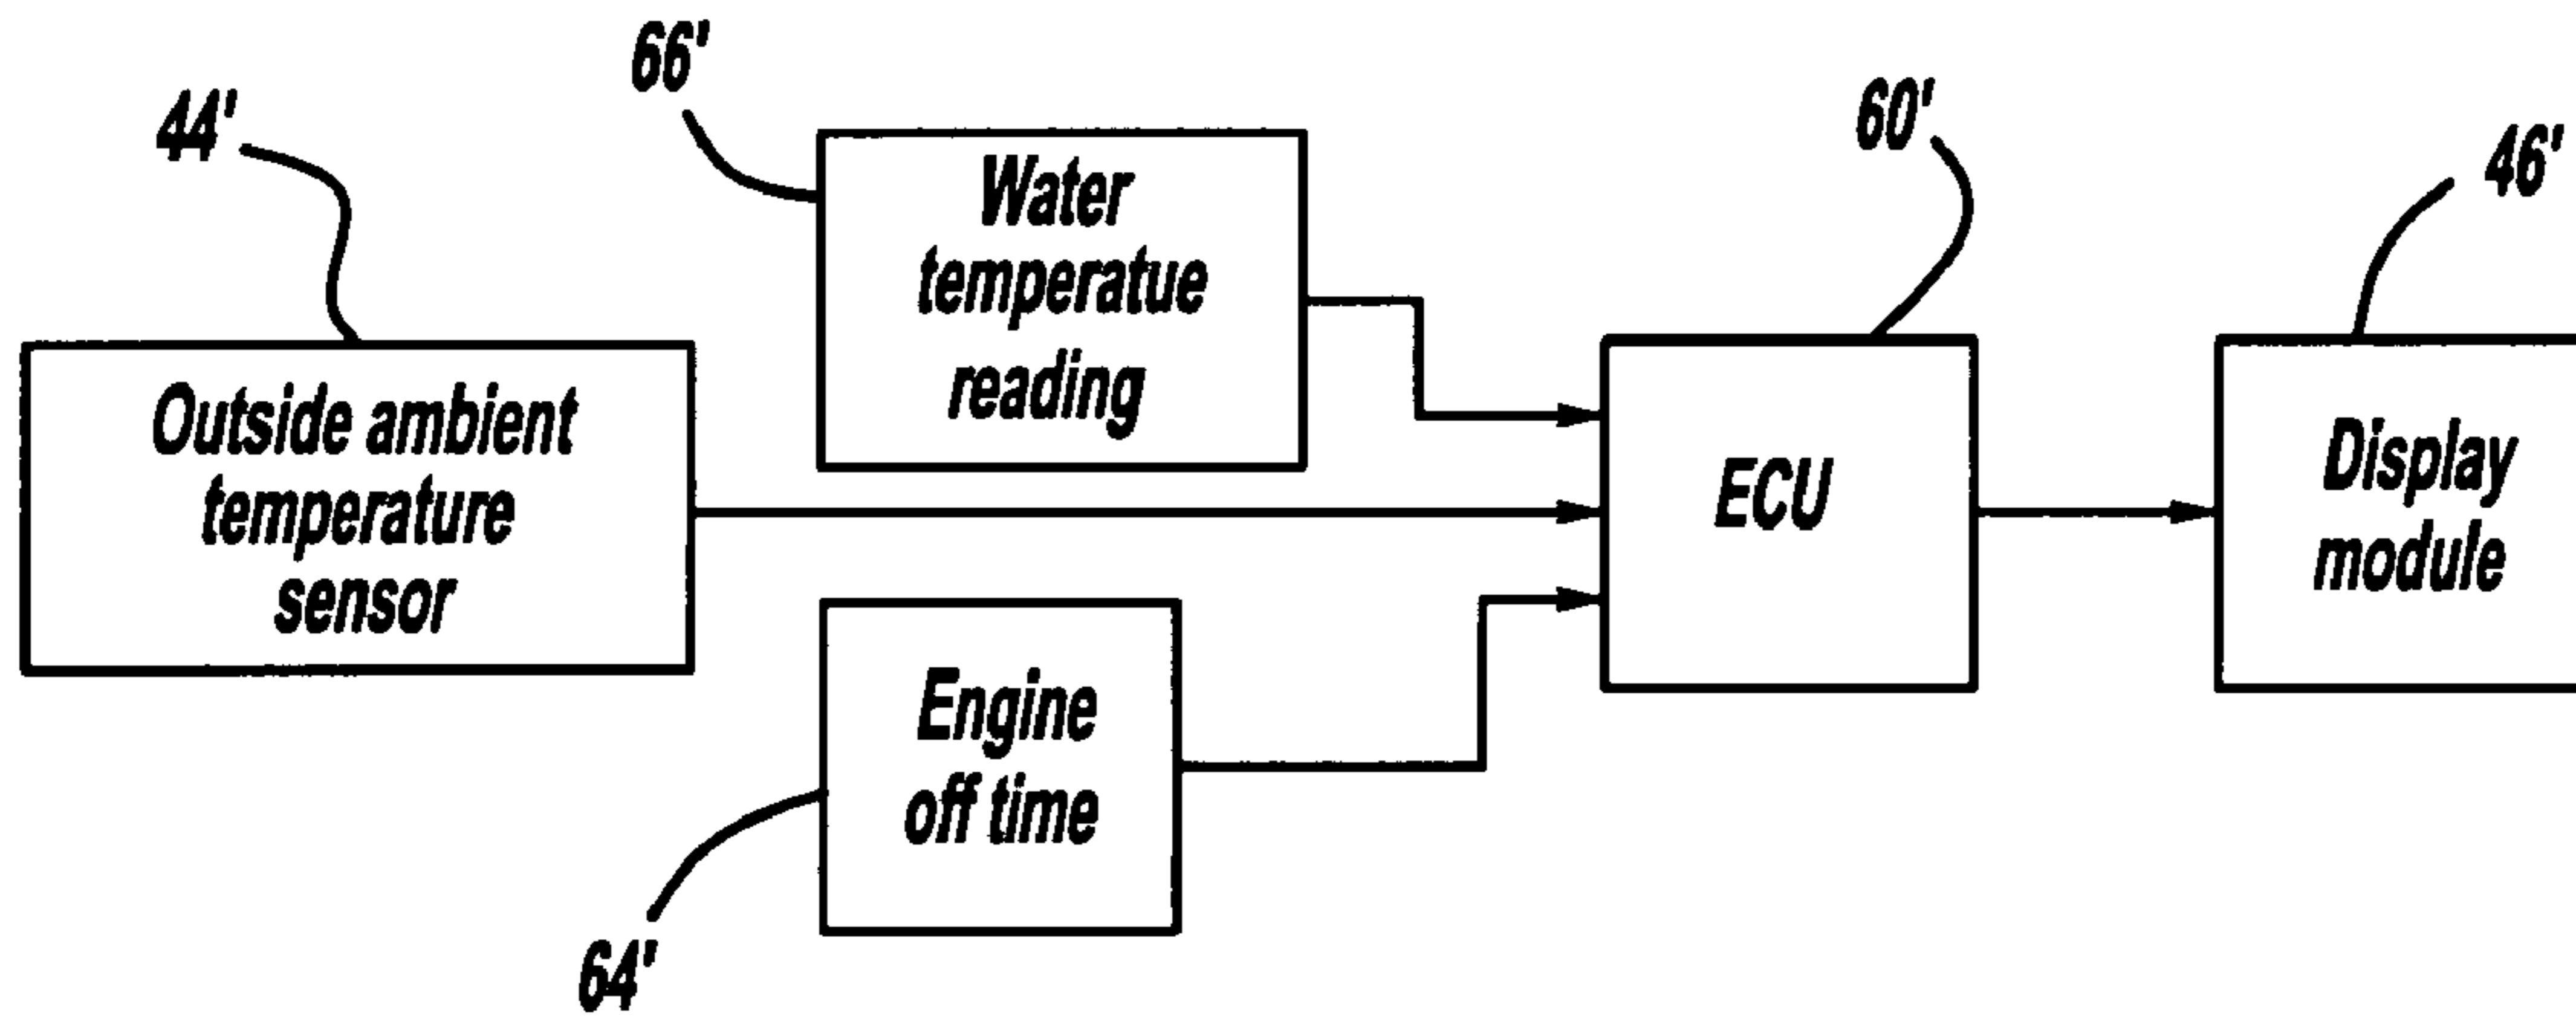 44'
66'
60'
46'
Outside ambient
temperature
sensor
Water
temperatue
reading
Engine
off time
64'
ECU
Display
module